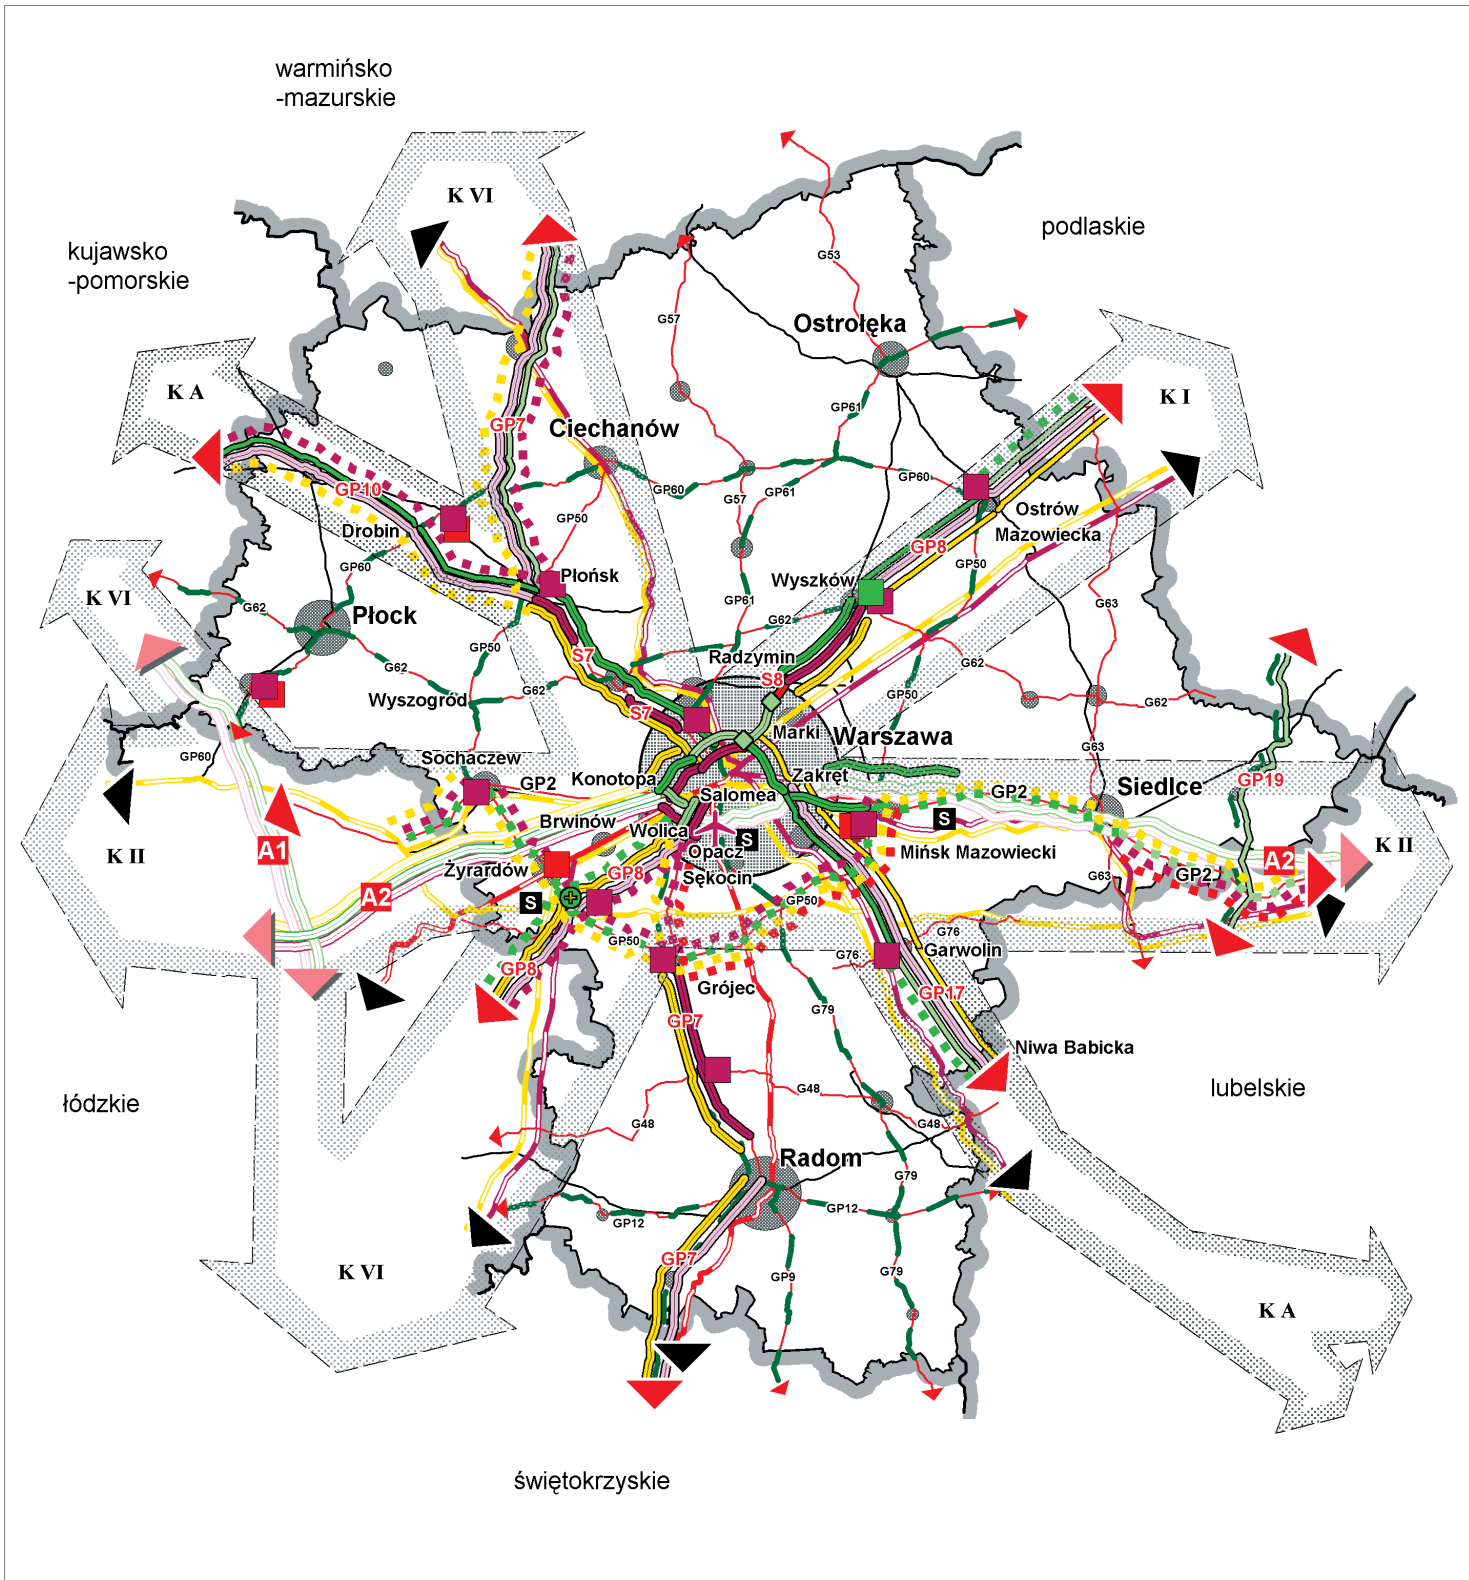 warmińsko
-mazurskie
K VI
podlaskie
kujawsko
-pomorskie
G53
G57
Ostrołęka
K A
K I
GP61
GP7
Ciechanów
GP10
GP60
GP60
GP61
G57
Drobin
GP50
Ostrów
Mazowiecka
GP8
GP60
Płońsk
Wyszków
GP50
K VI
G62
Płock
GP61
G62
G63
G62
GP50
S7
Radzymin
S8
G62
Wyszogród
G62
S7
GP50
G62
Marki
Warszawa
GP60
Sochaczew
GP2
Konotopa
Zakręt
G63
GP19
Siedlce
Salomea
GP2
Brwinów
Wolica
S
S
K II
A1
Opacz
Mińsk Mazowiecki
A2
K II
Żyrardów
GP8
Sękocin
G63
GP2
A2
S
GP50
GP50
G76
G76
Garwolin
GP8
Grójec
GP17
GP7
G79
Niwa Babicka
łódzkie
G48
lubelskie
G48
G48
Radom
G79
GP12
GP12
GP7
K VI
GP9
G79
K A
świętokrzyskie